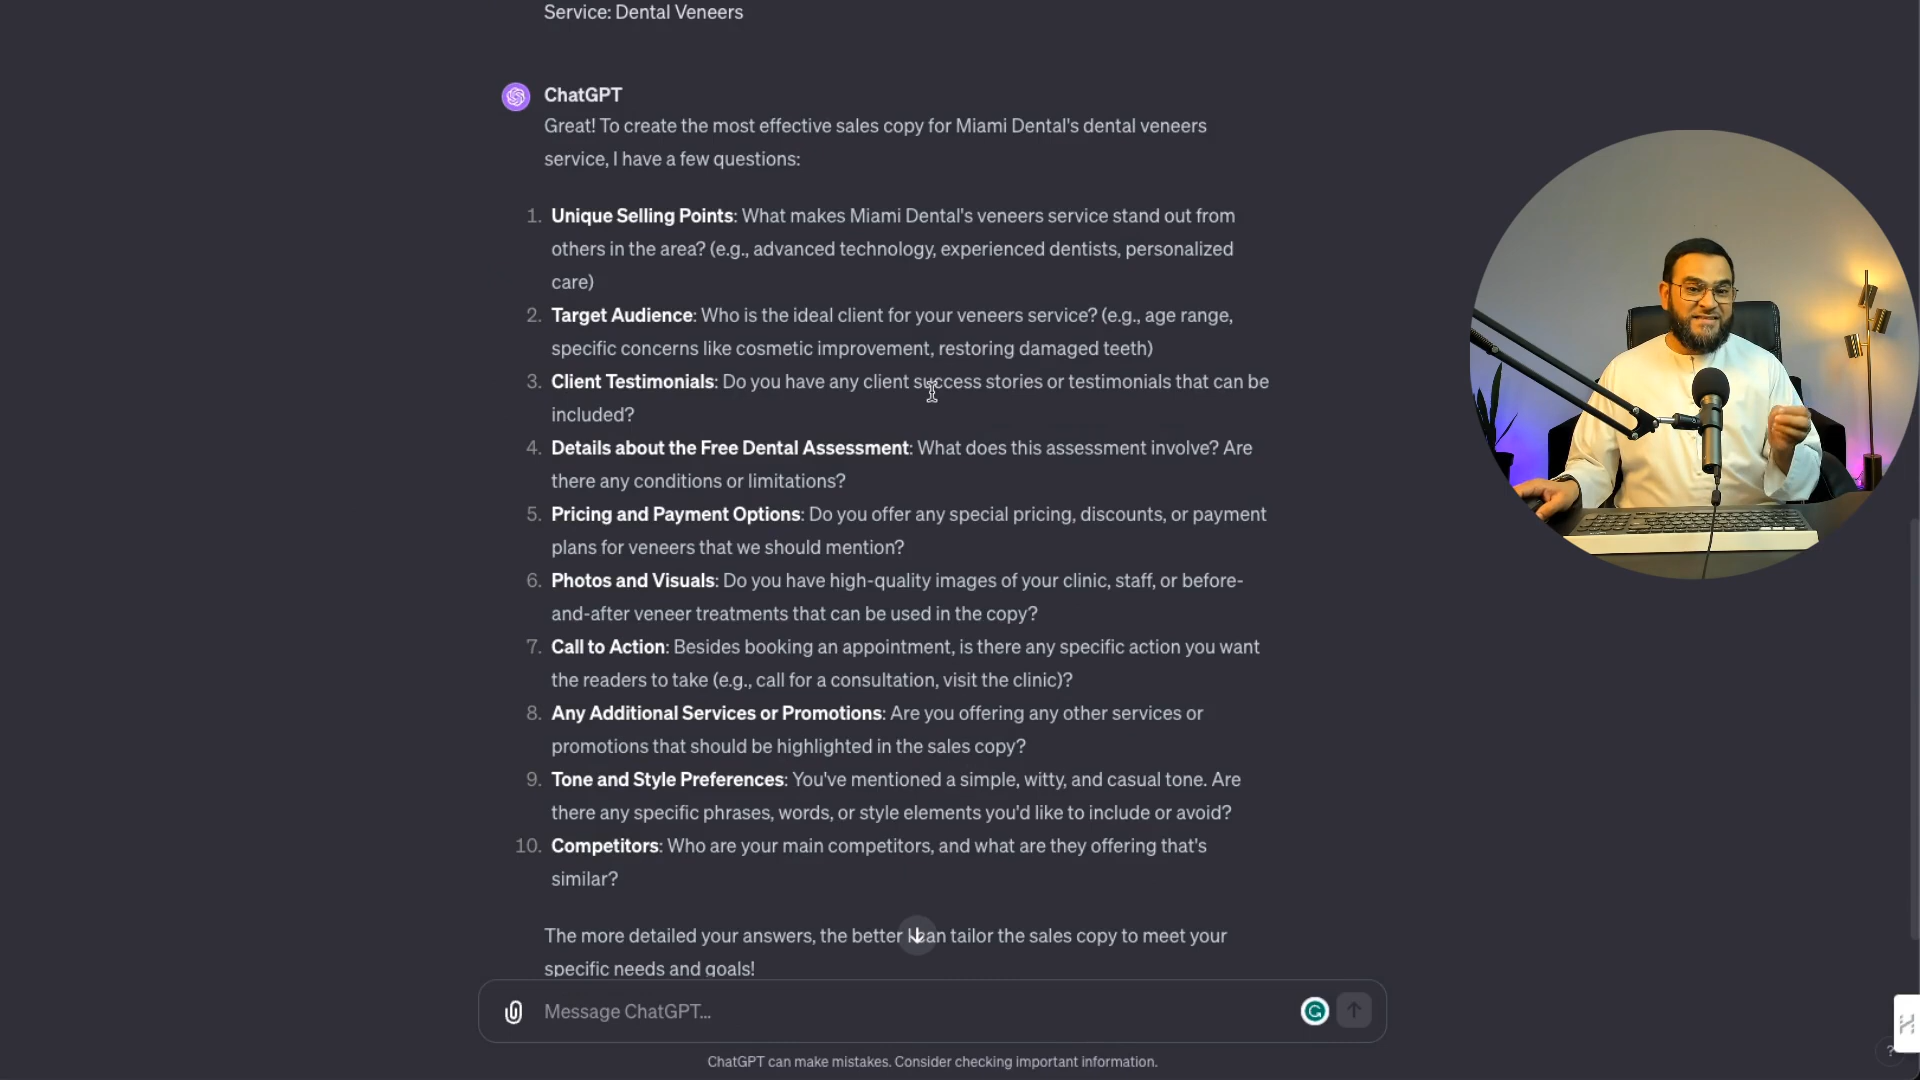 Service: Dental Veneers
ChatGPT
Great! To create the most effective sales copy for Miami Dental's dental veneers
service, I have a few questions:
1. Unique Selling Points: What makes Miami Dental's veneers service stand out from
others in the area? (e.g., advanced technology, experienced dentists, personalized
care)
2. Target Audience: Who is the ideal client for your veneers service? (e.g., age range,
specific concerns like cosmetic improvement, restoring damaged teeth)
3. Client Testimonials: Do you have any client success stories or testimonials that can be
included?
4. Details about the Free Dental Assessment: What does this assessment involve? Are
there any conditions or limitations?
5. Pricing and Payment Options: Do you offer any special pricing, discounts, or payment
plans for veneers that we should mention?
6. Photos and Visuals: Do you have high-quality images of your clinic, staff, or before-
and-after veneer treatments that can be used in the copy?
7. Call to Action: Besides booking an appointment, is there any specific action you want
the readers to take (e.g., call for a consultation, visit the clinic)?
8. Any Additional Services or Promotions: Are you offering any other services or
promotions that should be highlighted in the sales copy?
9. Tone and Style Preferences: You've mentioned a simple, witty, and casual tone. Are
there any specific phrases, words, or style elements you'd like to include or avoid?
10. Competitors: Who are your main competitors, and what are they offering that's
similar?
The more detailed your answers, the better I can tailor the sales copy to meet your
specific needs and goals!
Message ChatGPT...
ChatGPT can make mistakes. Consider checking important information.
?